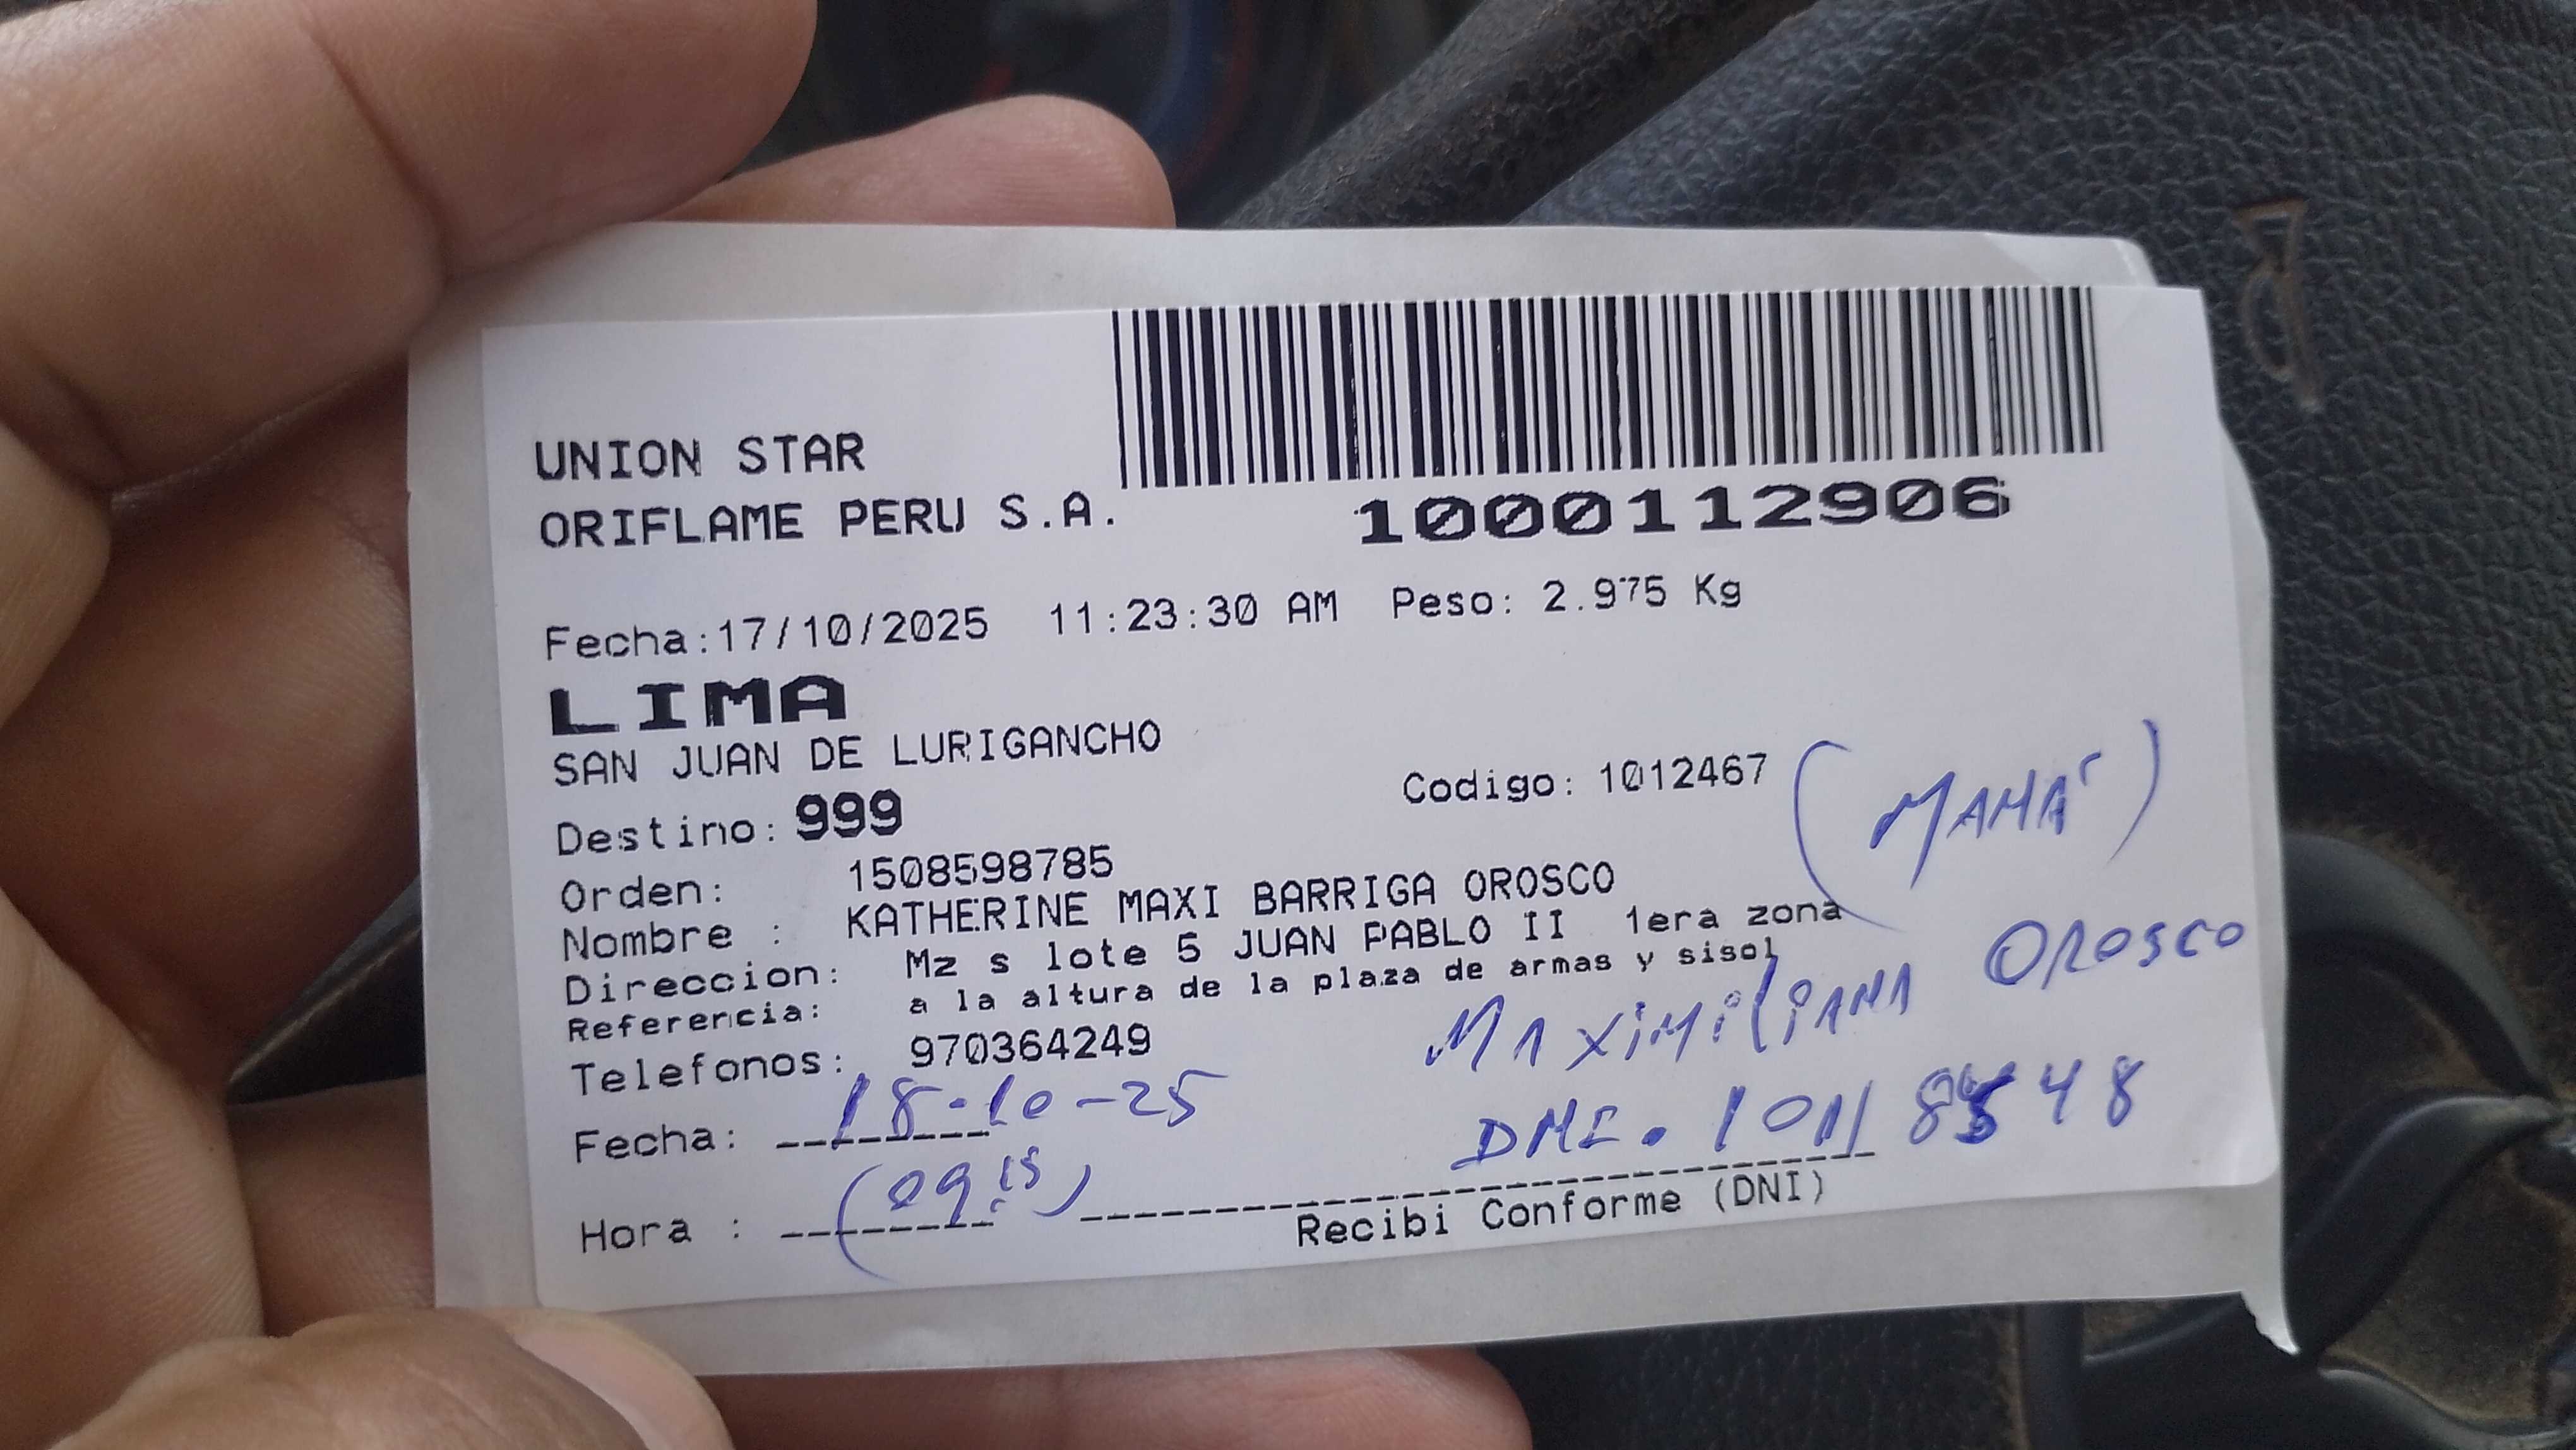 UNION STAR
ORIFLAME PERU S.A.
1000112906
Fecha:17/10/2025 11:23:30 AM Peso: 2.975 Kg
LIMA
SAN JUAN DE LURIGANCHO
Destino: 999 Codigo: 1012467
(MAMÁ)
Orden: 1508598785
Nombre : KATHERINE MAXI BARRIGA OROSCO
Direccion: Mz s lote 5 JUAN PABLO II 1era zona
Referencia: a la altura de la plaza de armas y sisol
Telefonos: 970364249
MAXIMILIANA OROSCO
Fecha: 18-10-25
DNI.
Hora : (09:15)
Recibi Conforme (DNI)